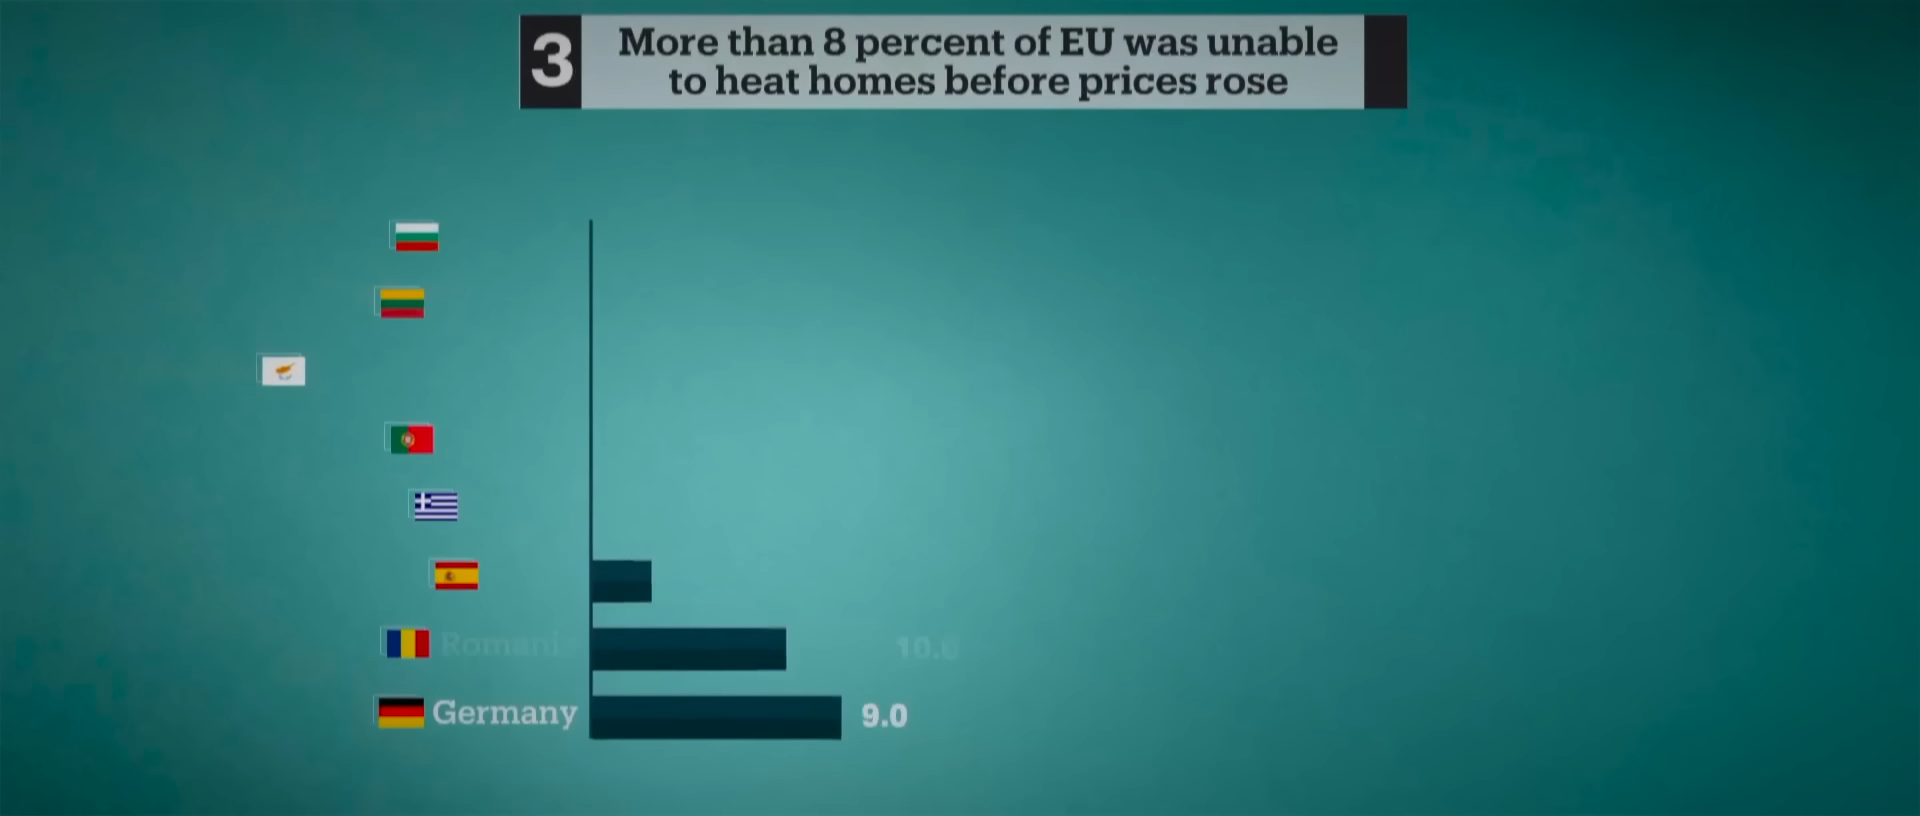 3
More than 8 percent of EU was unable
to heat homes before prices rose
Germany 9.0